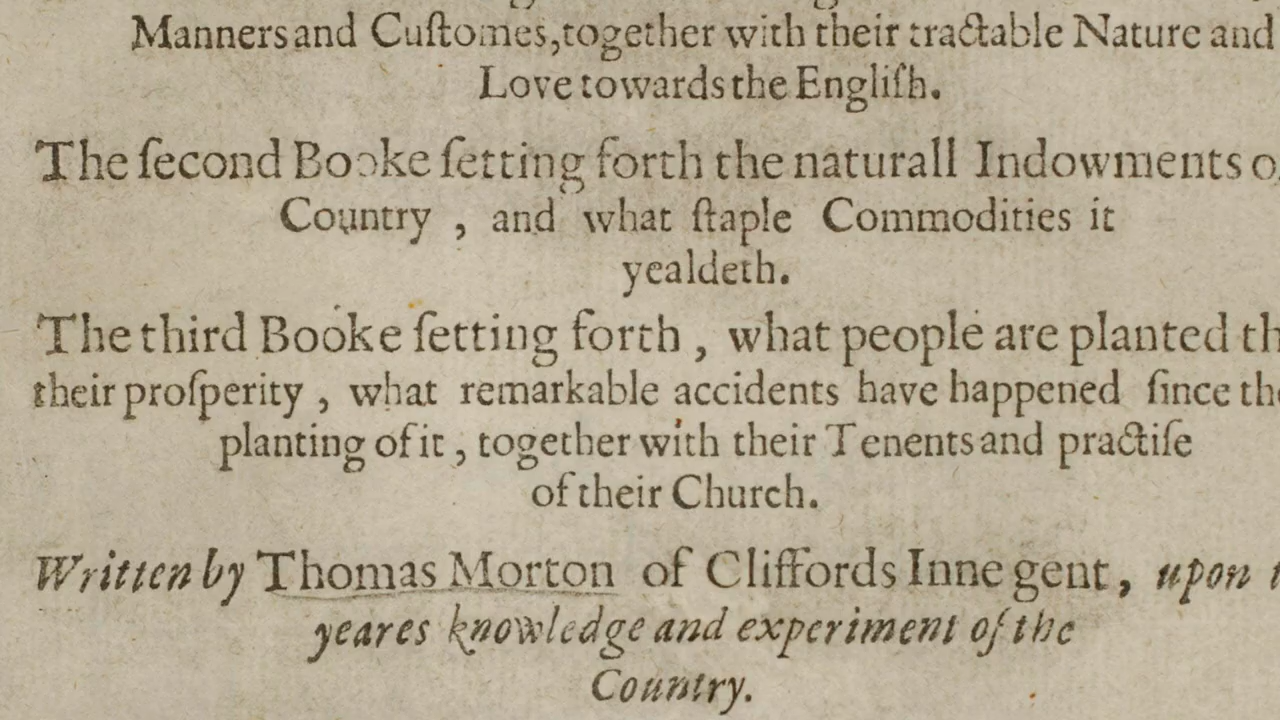 Manners and Cuſtomes, together with their tractable Nature and
Love towards the Engliſh.
The ſecond Booke ſetting forth the naturall Indowments
Country , and what ſtaple Commodities it
yealdeth.
The third Booke ſetting forth , what people are planted
their proſperity , what remarkable accidents have happened ſince
planting of it , together with their Tenents and practiſe
of their Church.
Written by Thomas Morton of Cliffords Inne gent, upon
yeares knowledge and experiment of the
Country.